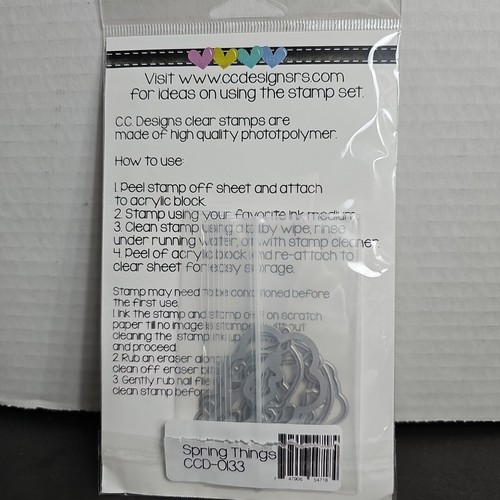 Visit www.ccdesignsrs.com
for ideas on using the stamp set.
C.C. Designs clear stamps are
made of high quality phototpolymer.
How to use:
1. Peel stamp off sheet and attach
to acrylic block.
2. Stamp using your favorite ink medium
3. Clean stamp using a baby wipe, rinse
under running water, or with stamp cleaner
4. Peel of acrylic block and re-attach to
clear sheet for easy storage.
Stamp may need to be conditioned before
the first use.
1. Ink the stamp and stamp off on scratch
paper till no image is stamped without
cleaning the stamp ink up
and proceed.
2. Rub an eraser along
clean off eraser
3. Gently rub nail file
clean stamp before
Spring Things
CCD-0133